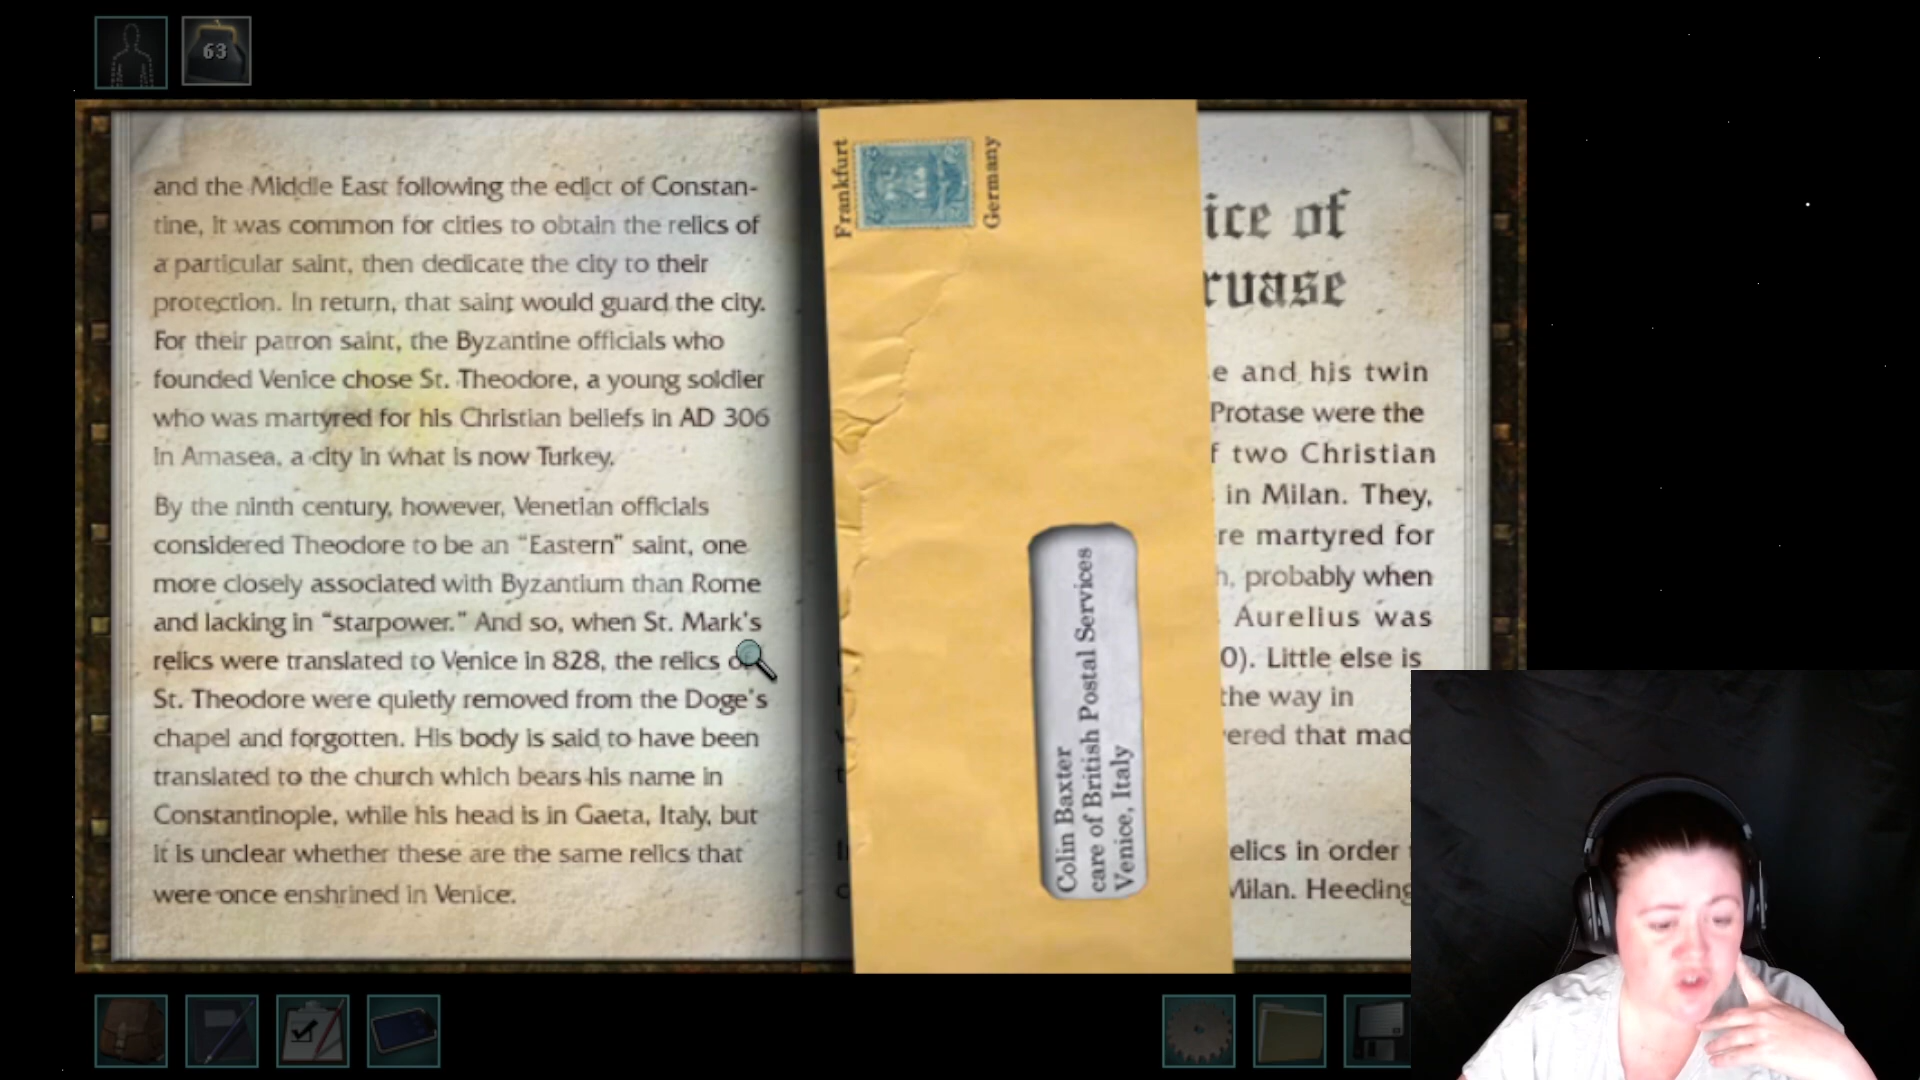 63
and the Middle East following the edict of Constan-
tine, it was common for cities to obtain the relics of
a particular saint, then dedicate the city to their
protection. In return, that saint would guard the city.
For their patron saint, the Byzantine officials who
founded Venice chose St. Theodore, a young soldier
who was martyred for his Christian beliefs in AD 306
in Amasea, a city in what is now Turkey.
By the ninth century, however, Venetian officials
considered Theodore to be an “Eastern” saint, one
more closely associated with Byzantium than Rome
and lacking in “starpower.” And so, when St. Mark's
relics were translated to Venice in 828, the relics of
St. Theodore were quietly removed from the Doge's
chapel and forgotten. His body is said to have been
translated to the church which bears his name in
Constantinople, while his head is in Gaeta, Italy, but
it is unclear whether these are the same relics that
were once enshrined in Venice.
Frankfurt
Germany
Colin Baxter
care of British Postal Services
Venice, Italy
ice of
rvase
e and his twin
Protase were the
f two Christian
in Milan. They,
re martyred for
h, probably when
Aurelius was
0). Little else is
the way in
vered that mad
elics in order
Milan. Heeding